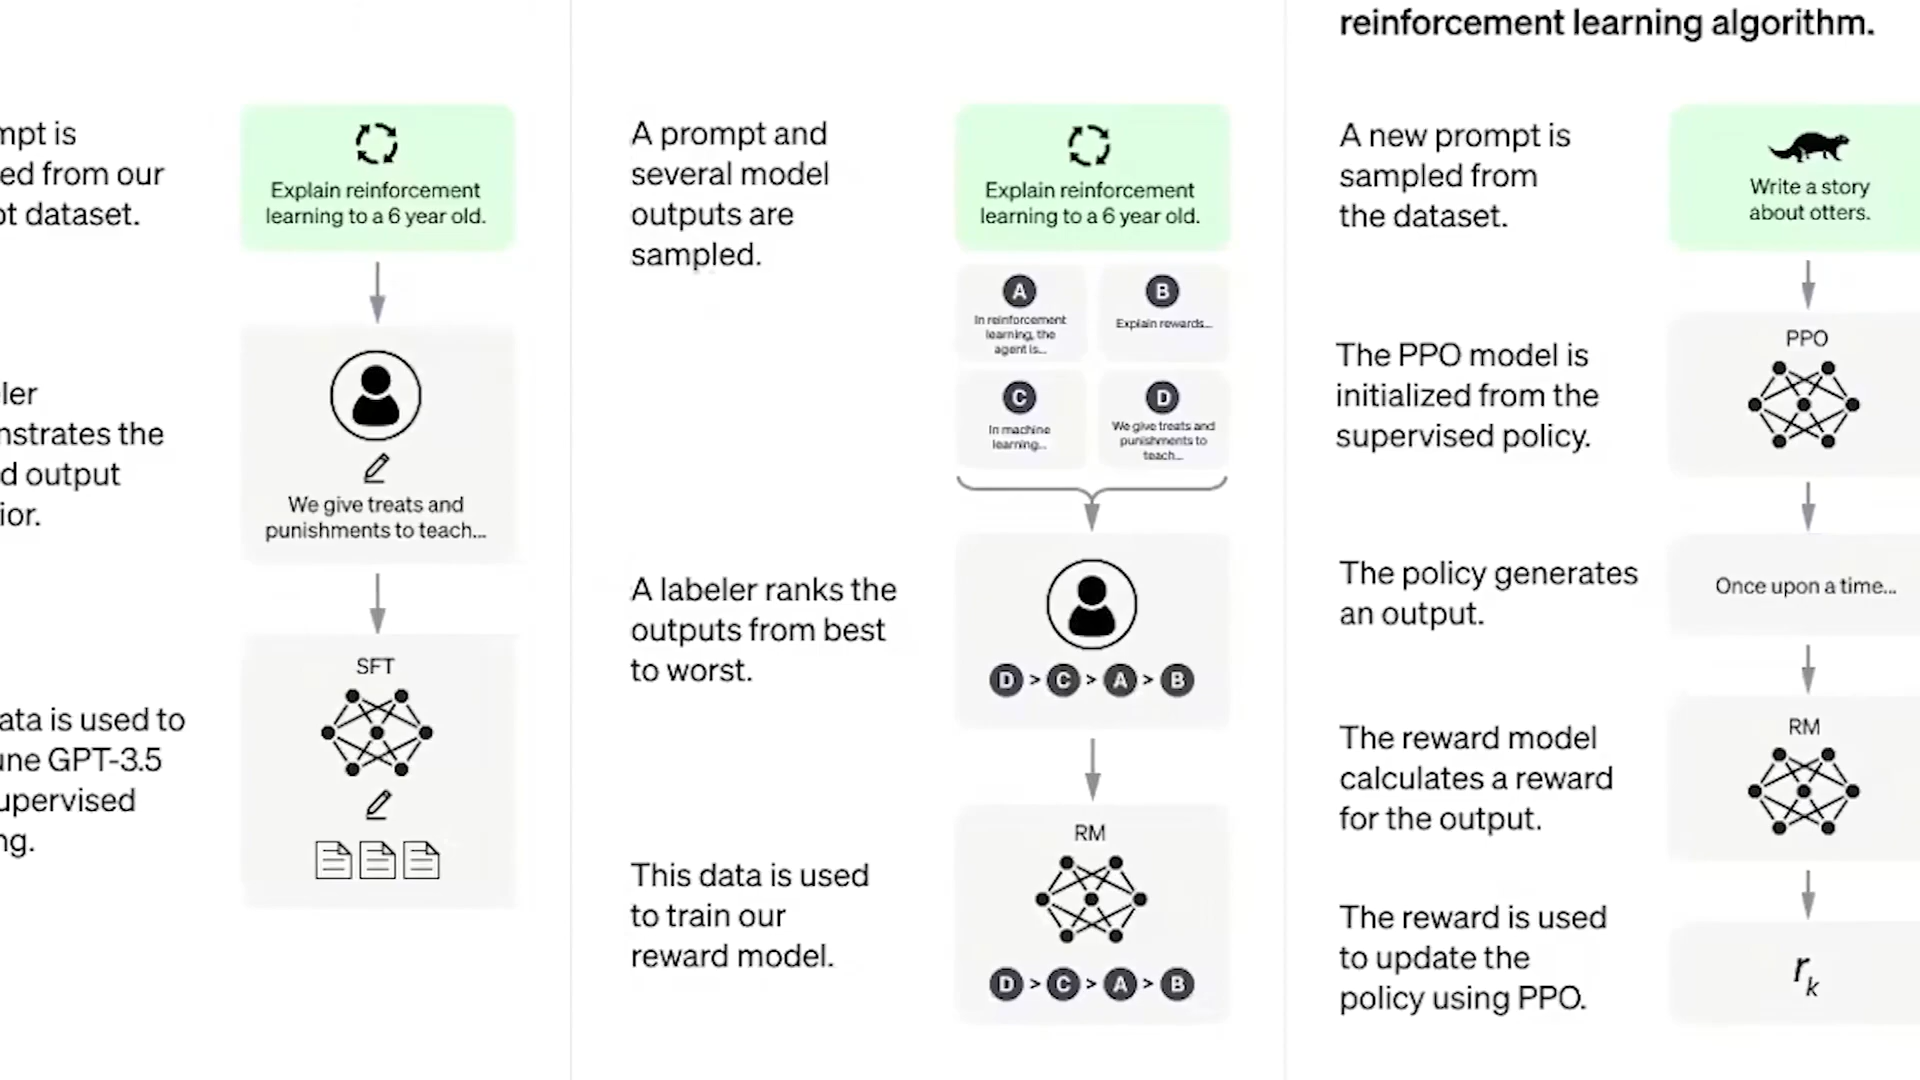 mpt is
ed from our
ot dataset.
Explain reinforcement
learning to a 6 year old.
ler
nstrates the
d output
ior.
We give treats and
punishments to teach...
ata is used to
une GPT-3.5
upervised
ng.
SFT
A prompt and
several model
outputs are
sampled.
Explain reinforcement
learning to a 6 year old.
A
In reinforcement
learning, the
agent is...
B
Explain rewards...
C
In machine
learning...
D
We give treats and
punishments to
teach...
A labeler ranks the
outputs from best
to worst.
D > C > A > B
This data is used
to train our
reward model.
RM
D > C > A > B
reinforcement learning algorithm.
A new prompt is
sampled from
the dataset.
Write a story
about otters.
The PPO model is
initialized from the
supervised policy.
PPO
The policy generates
an output.
Once upon a time...
The reward model
calculates a reward
for the output.
RM
The reward is used
to update the
policy using PPO.
r_k